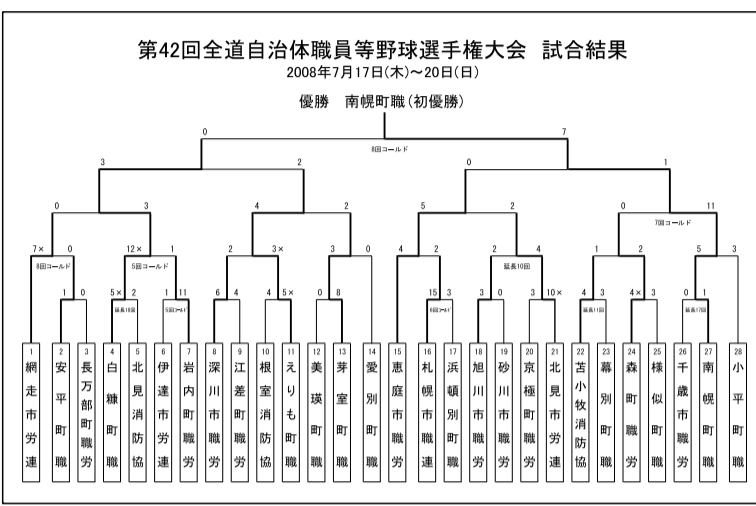 第42回全道自治体職員等野球選手権大会　試合結果
2008年7月17日(木)～20日(日)
優勝　南幌町職(初優勝)
0 7
8回コールド
3 2 0 1
0 3 4 2 5 2 0 11
7回コールド
7× 0 12× 1 2 3× 3 0 4 2 2 4 1 2 5 3
8回コールド 5回コールド 延長10回
1 0 5× 2 1 11 6 4 4 5× 0 8 15 3 3 0 3 10× 4 3 4× 3 0 1
延長18回 5回コールド 6回コールド 延長11回 延長17回
1 2 3 4 5 6 7 8 9 10 11 12 13 14 15 16 17 18 19 20 21 22 23 24 25 26 27 28
網走市労連
安平町職
長万部町職労
白糠町職
北見消防協
伊達市労連
岩内町職労
深川市職労
江差町職労
根室消防協
えりも町職
美瑛町職
芽室町職
愛別町職
恵庭市職労
札幌市職連
浜頓別町職
旭川市職労
砂川市職労
京極町職
北見市労連
苫小牧消防協
幕別町職
森町職労
様似町職
千歳市職労
南幌町職
小平町職